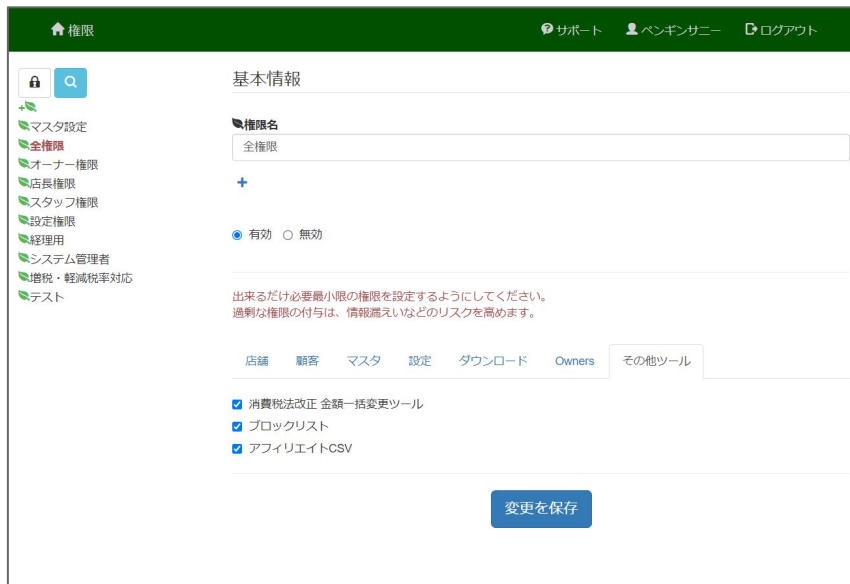 権限
サポート ペンギンサニー ログアウト
マスタ設定
全権限
オーナー権限
店長権限
スタッフ権限
設定権限
経理用
システム管理者
増税・軽減税率対応
テスト
基本情報
権限名
全権限
有効 無効
出来るだけ必要最小限の権限を設定するようにしてください。
過剰な権限の付与は、情報漏えいなどのリスクを高めます。
店舗 顧客 マスタ 設定 ダウンロード Owners その他ツール
消費税法改正 金額一括変更ツール
ブロックリスト
アフィリエイトCSV
変更を保存